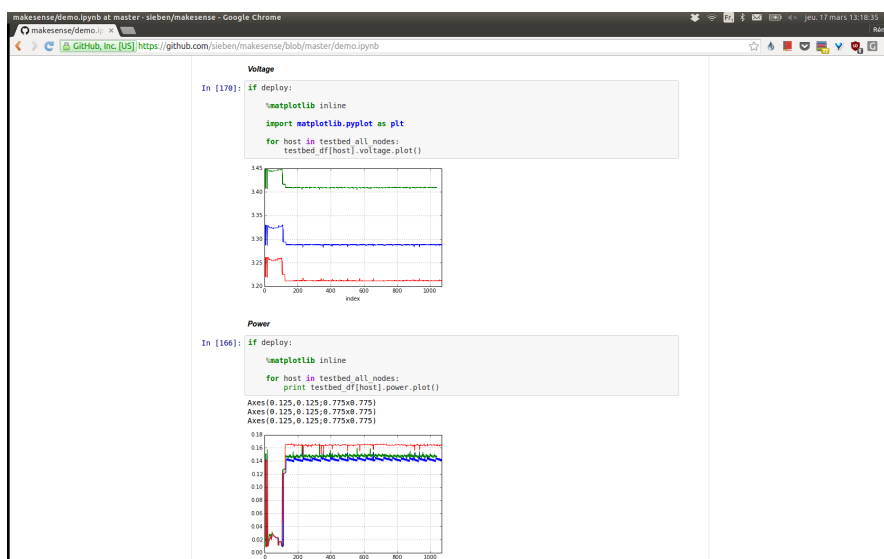 makesense/demo.ipynb at master · sieben/makesense - Google Chrome
Fr
jeu. 17 mars 13:18:35
makesense/demo.ip
Ré
GitHub, Inc. [US] https://github.com/sieben/makesense/blob/master/demo.ipynb
Voltage
In [170]: if deploy:
%matplotlib inline
import matplotlib.pyplot as plt
for host in testbed_all_nodes:
testbed_df[host].voltage.plot()
3.45
3.40
3.35
3.30
3.25
3.20
0 200 400 600 800 1000
index
Power
In [166]: if deploy:
%matplotlib inline
for host in testbed_all_nodes:
print testbed_df[host].power.plot()
Axes(0.125,0.125;0.775x0.775)
Axes(0.125,0.125;0.775x0.775)
Axes(0.125,0.125;0.775x0.775)
0.18
0.16
0.14
0.12
0.10
0.08
0.06
0.04
0.02
0.00
0 200 400 600 800 1000